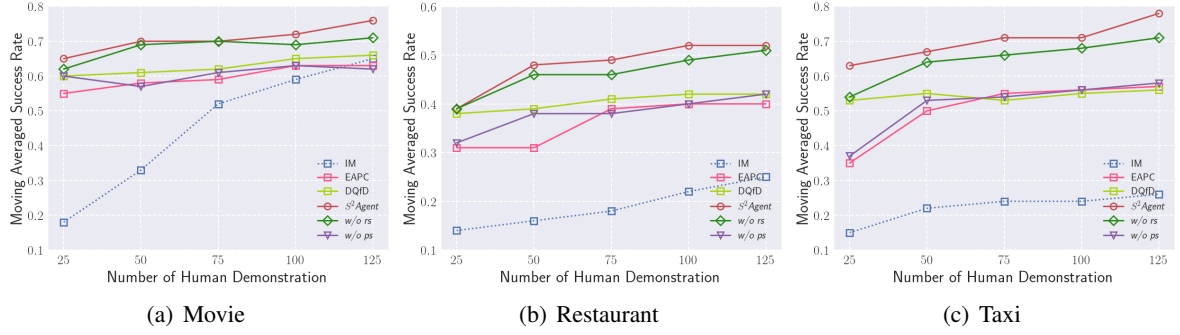 0.8
0.7
0.6
0.5
0.4
0.3
0.2
0.1
Moving Averaged Success Rate
25 50 75 100 125
Number of Human Demonstration
IM
EAPC
DQfD
S²Agent
w/o rs
w/o ps
(a) Movie
0.6
0.5
0.4
0.3
0.2
0.1
Moving Averaged Success Rate
25 50 75 100 125
Number of Human Demonstration
IM
EAPC
DQfD
S²Agent
w/o rs
w/o ps
(b) Restaurant
0.8
0.7
0.6
0.5
0.4
0.3
0.2
0.1
Moving Averaged Success Rate
25 50 75 100 125
Number of Human Demonstration
IM
EAPC
DQfD
S²Agent
w/o rs
w/o ps
(c) Taxi